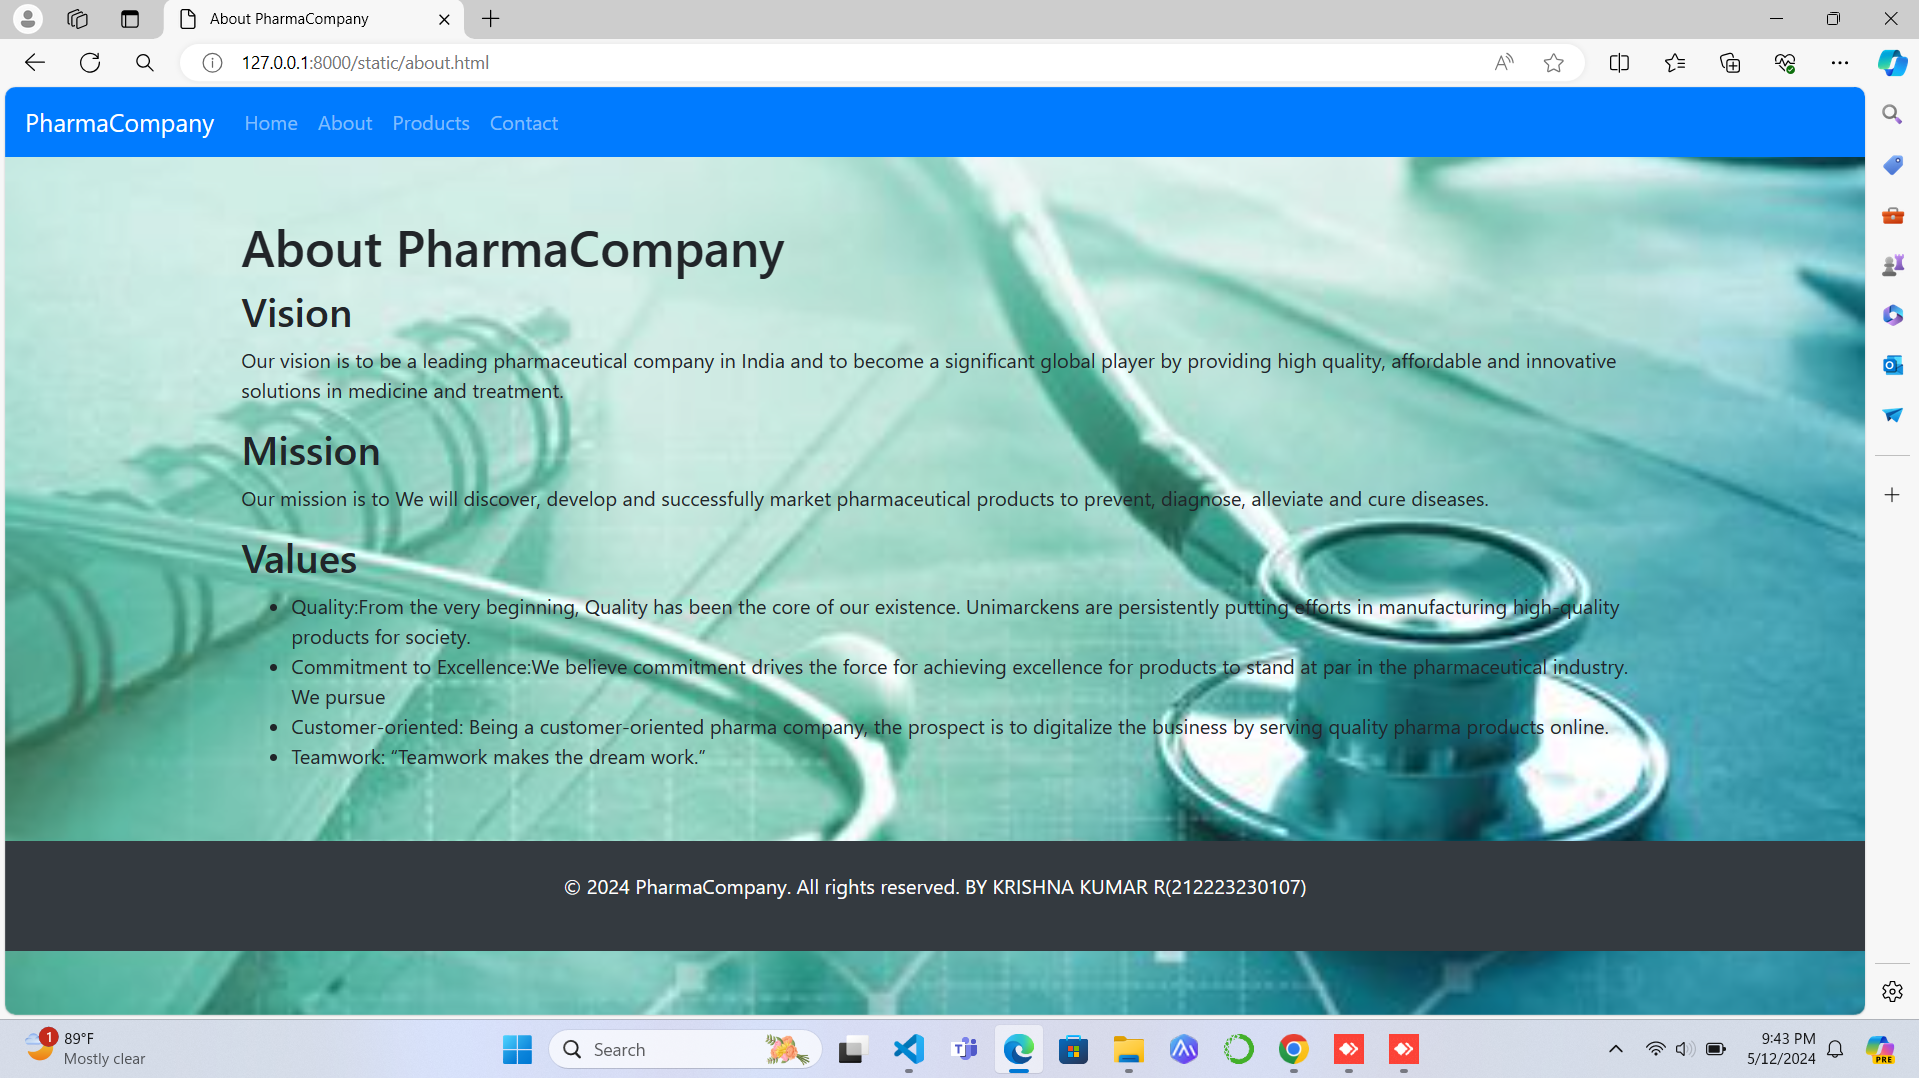 About PharmaCompany
127.0.0.1:8000/static/about.html
PharmaCompany Home About Products Contact
About PharmaCompany
Vision
Our vision is to be a leading pharmaceutical company in India and to become a significant global player by providing high quality, affordable and innovative
solutions in medicine and treatment.
Mission
Our mission is to We will discover, develop and successfully market pharmaceutical products to prevent, diagnose, alleviate and cure diseases.
Values
• Quality:From the very beginning, Quality has been the core of our existence. Unimarckens are persistently putting efforts in manufacturing high-quality
products for society.
• Commitment to Excellence:We believe commitment drives the force for achieving excellence for products to stand at par in the pharmaceutical industry.
We pursue
• Customer-oriented: Being a customer-oriented pharma company, the prospect is to digitalize the business by serving quality pharma products online.
• Teamwork: “Teamwork makes the dream work.”
© 2024 PharmaCompany. All rights reserved. BY KRISHNA KUMAR R(212223230107)
1
89°F
Mostly clear
Search
9:43 PM
5/12/2024
PRE